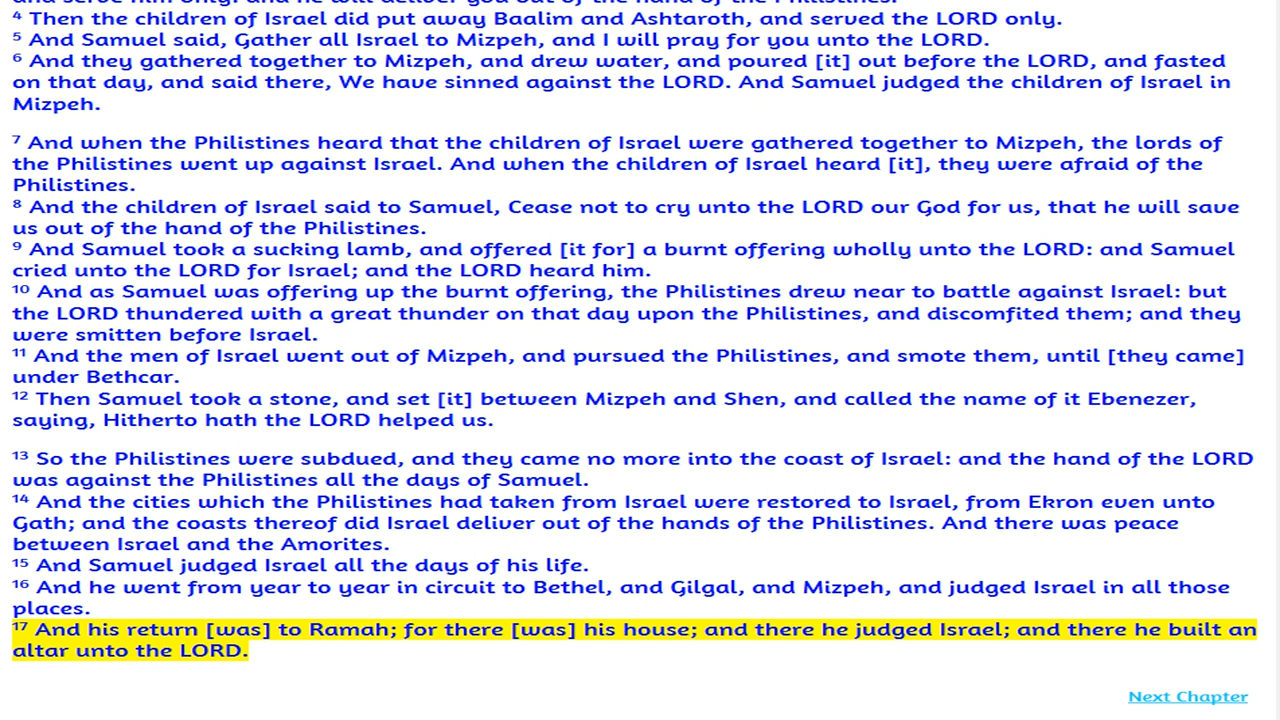 and serve him only: and he will deliver you out of the hand of the Philistines.
⁴ Then the children of Israel did put away Baalim and Ashtaroth, and served the LORD only.
⁵ And Samuel said, Gather all Israel to Mizpeh, and I will pray for you unto the LORD.
⁶ And they gathered together to Mizpeh, and drew water, and poured [it] out before the LORD, and fasted
on that day, and said there, We have sinned against the LORD. And Samuel judged the children of Israel in
Mizpeh.
⁷ And when the Philistines heard that the children of Israel were gathered together to Mizpeh, the lords of
the Philistines went up against Israel. And when the children of Israel heard [it], they were afraid of the
Philistines.
⁸ And the children of Israel said to Samuel, Cease not to cry unto the LORD our God for us, that he will save
us out of the hand of the Philistines.
⁹ And Samuel took a sucking lamb, and offered [it for] a burnt offering wholly unto the LORD: and Samuel
cried unto the LORD for Israel; and the LORD heard him.
¹⁰ And as Samuel was offering up the burnt offering, the Philistines drew near to battle against Israel: but
the LORD thundered with a great thunder on that day upon the Philistines, and discomfited them; and they
were smitten before Israel.
¹¹ And the men of Israel went out of Mizpeh, and pursued the Philistines, and smote them, until [they came]
under Bethcar.
¹² Then Samuel took a stone, and set [it] between Mizpeh and Shen, and called the name of it Ebenezer,
saying, Hitherto hath the LORD helped us.
¹³ So the Philistines were subdued, and they came no more into the coast of Israel: and the hand of the LORD
was against the Philistines all the days of Samuel.
¹⁴ And the cities which the Philistines had taken from Israel were restored to Israel, from Ekron even unto
Gath; and the coasts thereof did Israel deliver out of the hands of the Philistines. And there was peace
between Israel and the Amorites.
¹⁵ And Samuel judged Israel all the days of his life.
¹⁶ And he went from year to year in circuit to Bethel, and Gilgal, and Mizpeh, and judged Israel in all those
places.
¹⁷ And his return [was] to Ramah; for there [was] his house; and there he judged Israel; and there he built an
altar unto the LORD.
Next Chapter